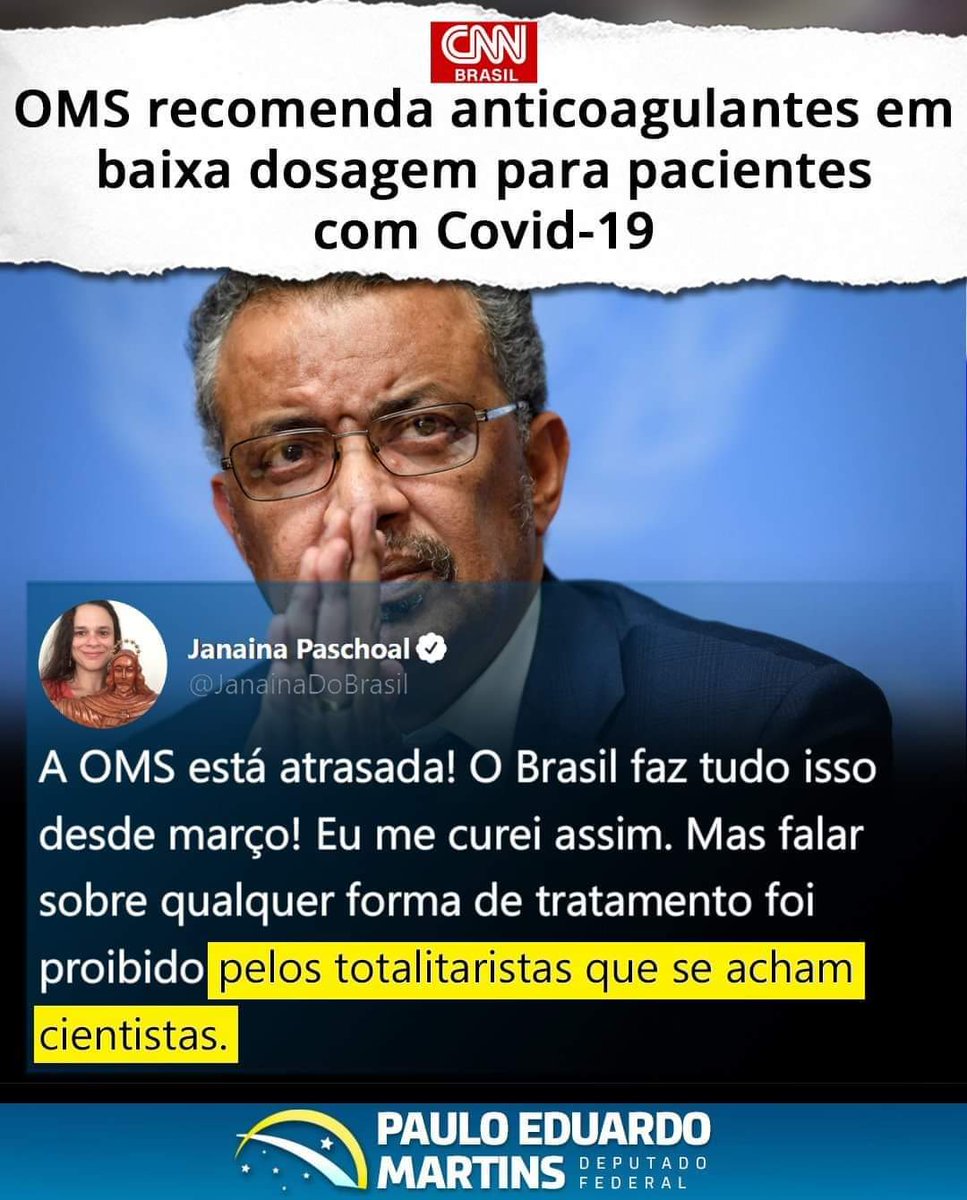 CNN
BRASIL
OMS recomenda anticoagulantes em
baixa dosagem para pacientes
com Covid-19
Janaina Paschoal
@JanainaDoBrasil
A OMS está atrasada! O Brasil faz tudo isso
desde março! Eu me curei assim. Mas falar
sobre qualquer forma de tratamento foi
proibido pelos totalitaristas que se acham
cientistas.
PAULO EDUARDO
MARTINS DEPUTADO
FEDERAL